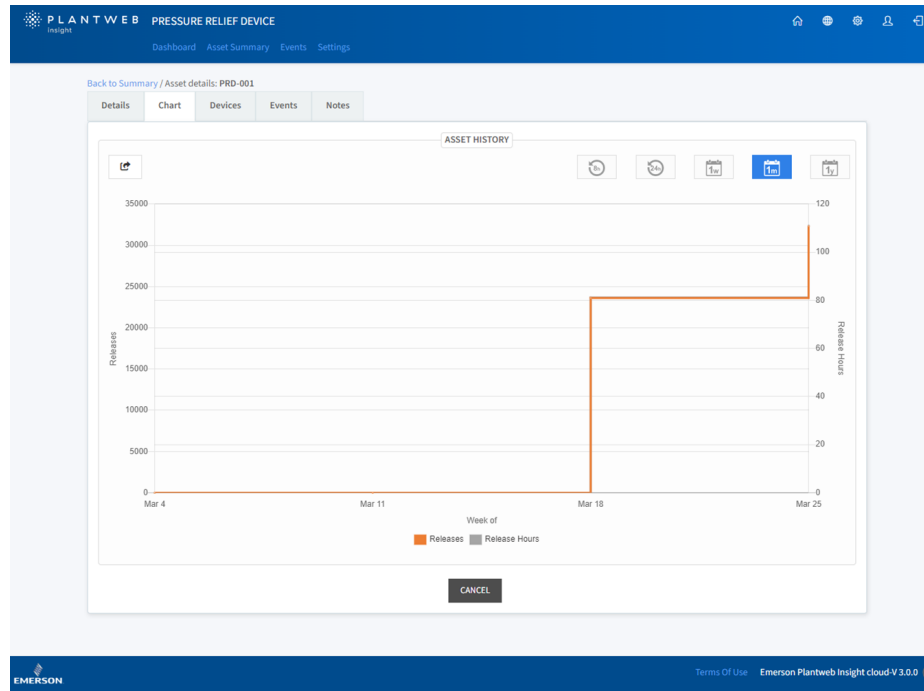 PLANTWEB
insight
PRESSURE RELIEF DEVICE
Dashboard Asset Summary Events Settings
Back to Summary / Asset details: PRD-001
Details Chart Devices Events Notes
ASSET HISTORY
8h 24h 1w 1m 1y
35000
30000
25000
20000
15000
10000
5000
0
Releases
120
100
80
60
40
20
0
Release Hours
Mar 4 Mar 11 Mar 18 Mar 25
Week of
Releases Release Hours
CANCEL
EMERSON
Terms Of Use Emerson Plantweb Insight cloud-V 3.0.0